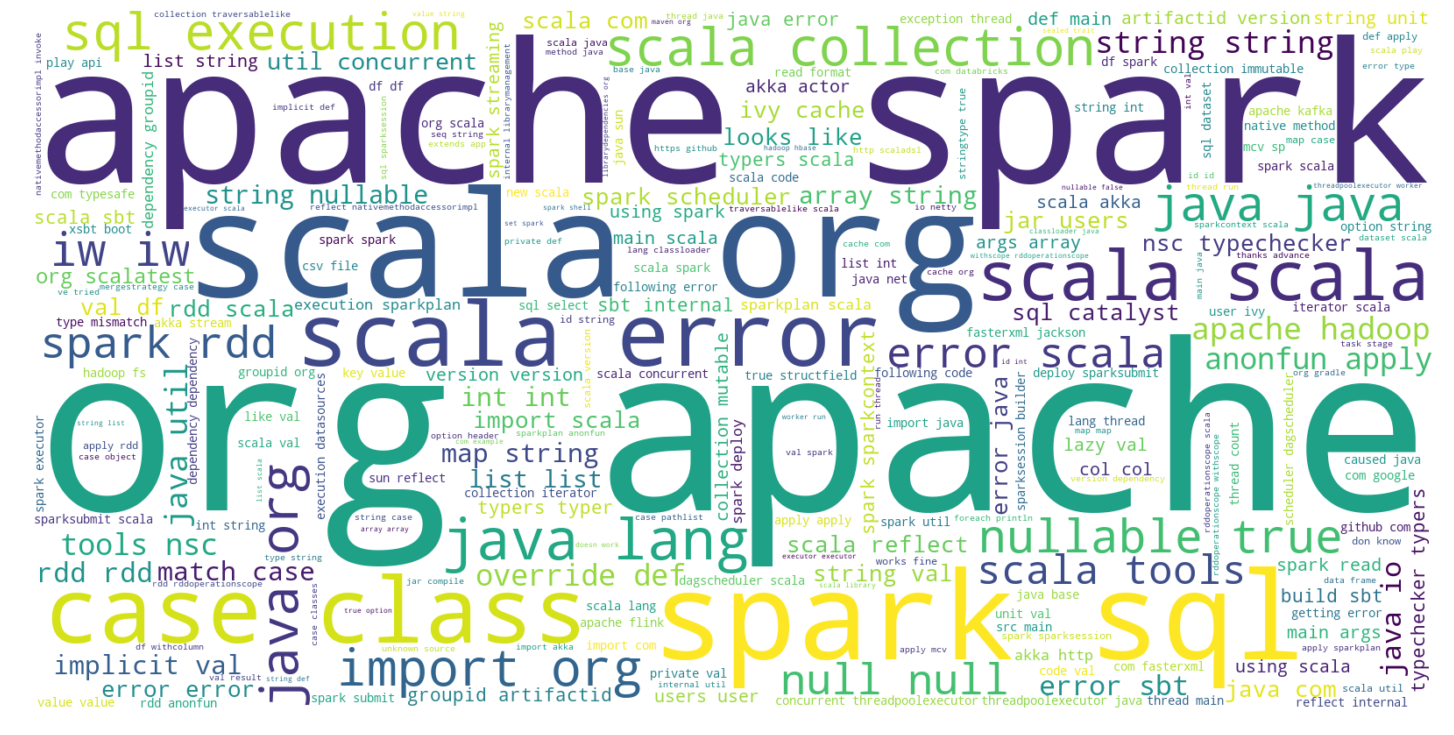 collection traversablelike
value string
thread java
maven org
sealed trait
sql execution
scala com
java error
exception thread
def main
artifactid version
string unit
play api
list string
util concurrent
scala collection
string string
def apply
scala play
error type
scala java
method java
base java
read format
com databricks
df spark
collection immutable
apache spark
nativemethodaccessorimpl invoke
dependency groupid
df df
implicit def
sql sparksession
org scala
seq string
extends app
spark streaming
internal librarymanagement
akka actor
ivy cache
looks like
typers scala
https github
java sun
librarydependencies org
hadoop hbase
http scaladsl
scala code
stringtype true
string int
int val
sql dataset
apache kafka
native method
map case
mcv sp
spark scala
id id
com typesafe
string nullable
new scala
spark scheduler
array string
nullable false
thread run
threadpoolexecutor worker
scala sbt
xsbt boot
executor scala
reflect nativemethodaccessorimpl
set spark
spark shell
using spark
traversablelike scala
io netty
scala akka
jar users
java java
option string
sparkcontext scala
dataset scala
iw iw
scala org
spark spark
csv file
private def
main scala
lang classloader
cache com
classloader java
args array
nsc typechecker
withscope rddoperationscope
main java
thanks advance
org scalatest
ve tried
mergestrategy case
scala spark
following error
list int
java net
cache org
scala scala
iterator scala
val df
rdd scala
execution sparkplan
sql select
sbt internal
sparkplan scala
sql catalyst
user ivy
type mismatch
akka stream
id string
scala error
fasterxml jackson
apache hadoop
task stage
spark rdd
error scala
id int
anonfun apply
hadoop fs
groupid org
key value
version version
scala version
scala concurrent
true structfield
spark sparkcontext
following code
deploy sparksubmit
org gradle
org apache
java util
dependency dependency
like val
scala val
execution datasources
int int
import scala
option header
sparkplan anonfun
com example
collection mutable
worker run
run thread
import java
error java
sparksession builder
lang thread
map map
lazy val
scheduler dagscheduler
rddoperationscope scala
rddoperationscope withscope
thread count
spark executor
string list
apply rdd
case object
list scala
map string
sun reflect
list list
collection iterator
typers typer
spark deploy
val spark
col col
version dependency
caused java
com google
sparksubmit scala
int string
java org
string case
array array
case pathlist
apply apply
spark util
foreach println
typechecker typers
type string
java lang
doesn work
scala reflect
executor executor
works fine
nullable true
github com
don know
tools nsc
rdd rdd
rdd rddoperationscope
match case
jar compile
override def
dagscheduler scala
string val
scala library
scala tools
spark read
data frame
java io
case class
case classes
true option
scala lang
apache flink
spark sql
java base
unit val
src main
build sbt
getting error
main args
df withcolumn
unknown source
import akka
import com
spark sparksession
apply mcv
akka http
apply sparkplan
implicit val
val result
string def
import org
private val
internal util
null null
code val
com fasterxml
using scala
error error
spark submit
groupid artifactid
users user
error sbt
java com
scala util
value value
rdd anonfun
concurrent threadpoolexecutor
threadpoolexecutor java
thread main
reflect internal